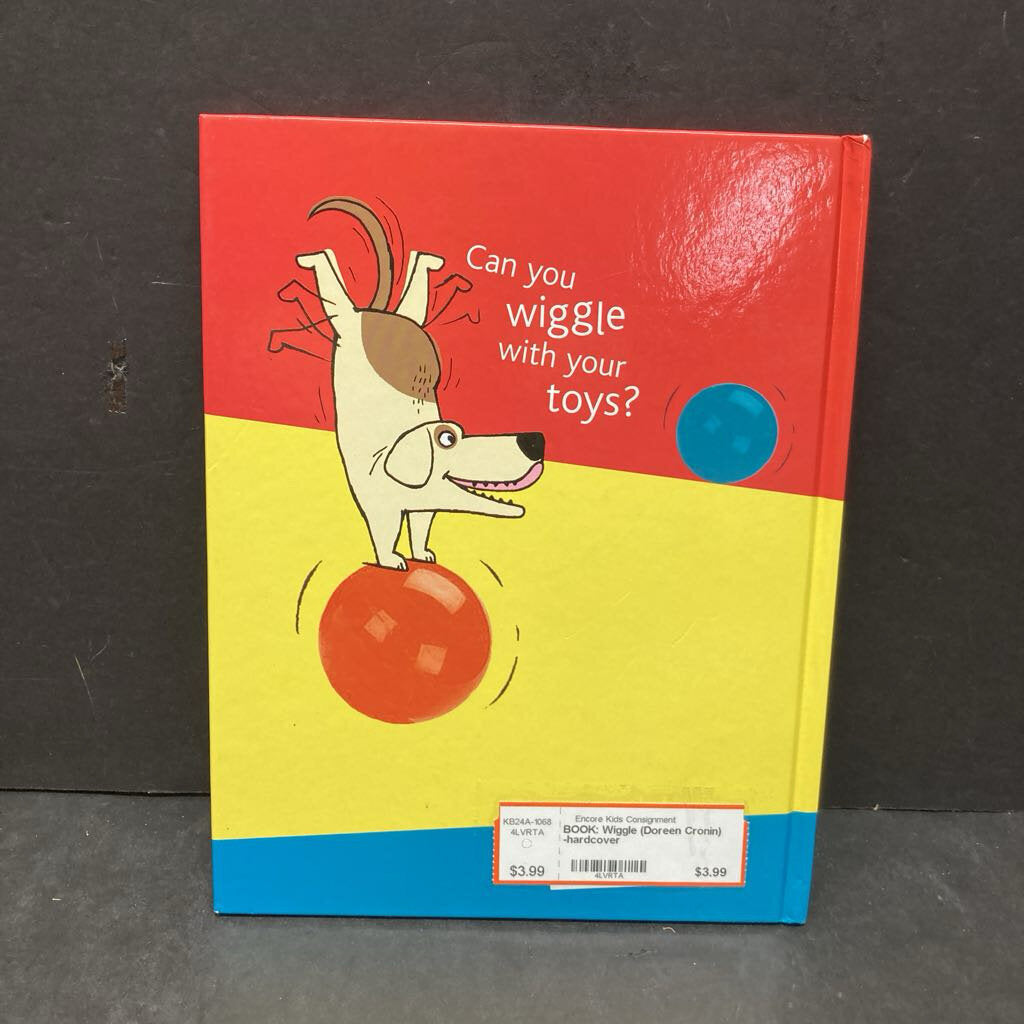 Can you
wiggle
with your
toys?
KB24A-1068
4LVRTA
$3.99
Encore Kids Consignment
BOOK: Wiggle (Doreen Cronin)
-hardcover
4LVRTA
$3.99